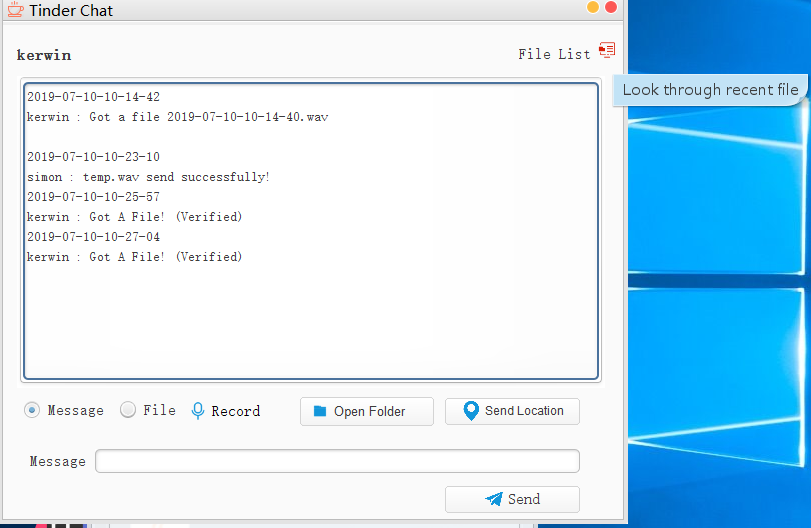 Tinder Chat
kerwin
File List
Look through recent file
2019-07-10-10-14-42
kerwin : Got a file 2019-07-10-10-14-40.wav
2019-07-10-10-23-10
simon : temp.wav send successfully!
2019-07-10-10-25-57
kerwin : Got A File! (Verified)
2019-07-10-10-27-04
kerwin : Got A File! (Verified)
Message
File
Record
Open Folder
Send Location
Message
Send